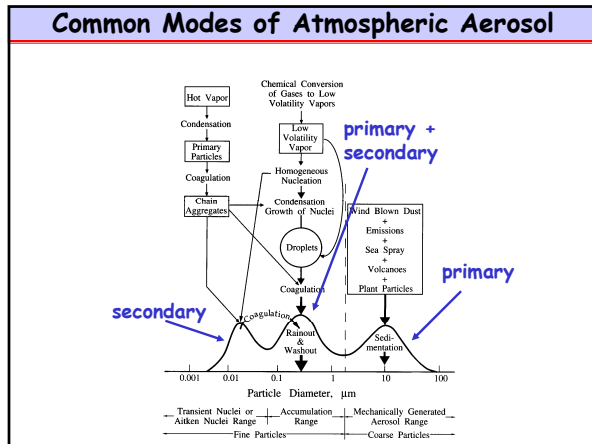 Common Modes of Atmospheric Aerosol
Hot Vapor
Condensation
Primary
Particles
Coagulation
Chain
Aggregates
Chemical Conversion
of Gases to Low
Volatility Vapors
Low
Volatility
Vapor
Homogeneous
Nucleation
Condensation
Growth of Nuclei
Droplets
Coagulation
primary +
secondary
Wind Blown Dust
+
Emissions
+
Sea Spray
+
Volcanoes
+
Plant Particles
primary
secondary
Coagulation
Rainout
&
Washout
Sedi-
mentation
0.001 0.01 0.1 1 10 100
Particle Diameter, µm
Transient Nuclei or
Aitken Nuclei Range
Accumulation
Range
Mechanically Generated
Aerosol Range
Fine Particles
Coarse Particles